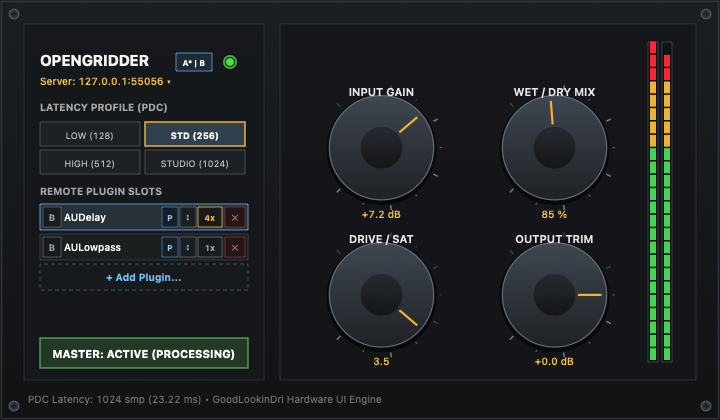 OPENGRIDDER
A* | B
Server: 127.0.0.1:55056 ▾
LATENCY PROFILE (PDC)
LOW (128)
STD (256)
HIGH (512)
STUDIO (1024)
REMOTE PLUGIN SLOTS
B AUDelay P ↕ 4x ✕
B AULowpass P ↕ 1x ✕
+ Add Plugin...
MASTER: ACTIVE (PROCESSING)
INPUT GAIN
+7.2 dB
WET / DRY MIX
85 %
DRIVE / SAT
3.5
OUTPUT TRIM
+0.0 dB
PDC Latency: 1024 smp (23.22 ms) • GoodLookinDri Hardware UI Engine